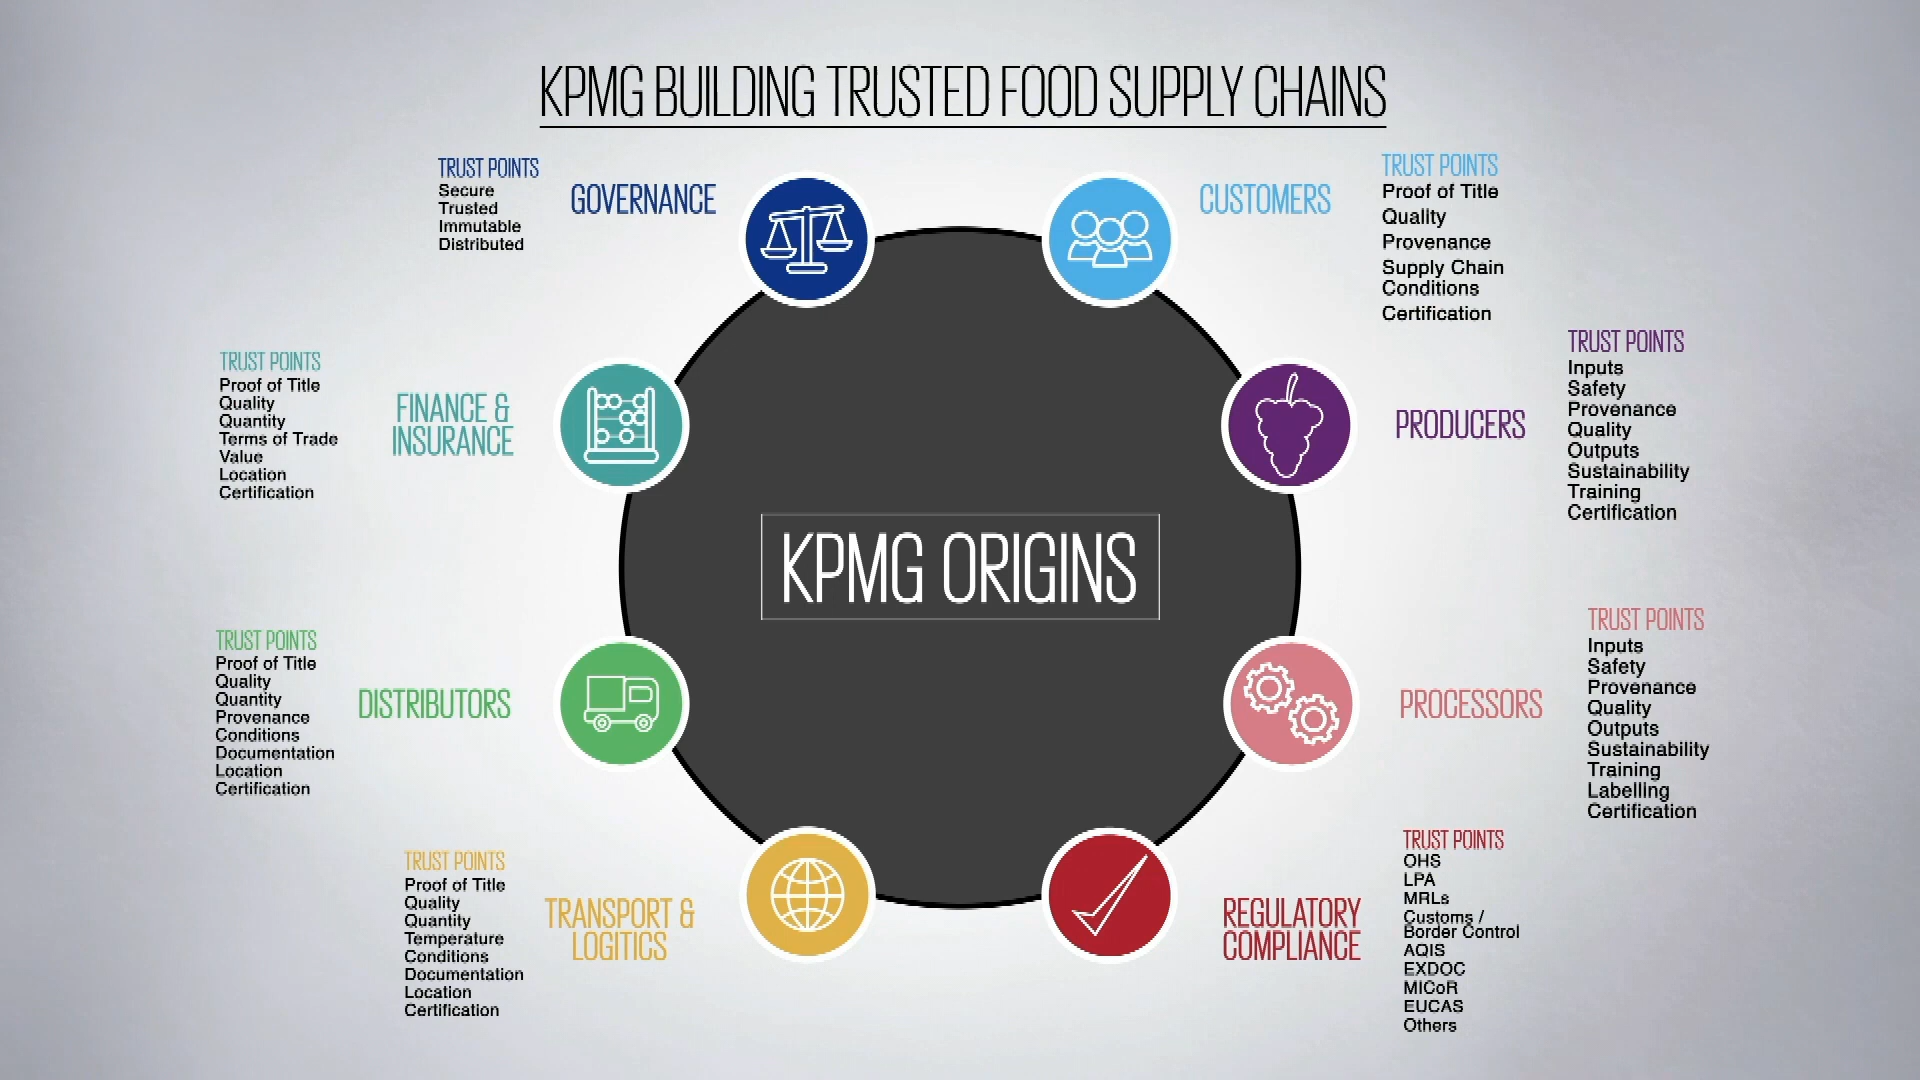 KPMG BUILDING TRUSTED FOOD SUPPLY CHAINS
TRUST POINTS
Secure
Trusted
Immutable
Distributed
GOVERNANCE
CUSTOMERS
TRUST POINTS
Proof of Title
Quality
Provenance
Supply Chain
Conditions
Certification
TRUST POINTS
Proof of Title
Quality
Quantity
Terms of Trade
Value
Location
Certification
FINANCE &
INSURANCE
PRODUCERS
TRUST POINTS
Inputs
Safety
Provenance
Quality
Outputs
Sustainability
Training
Certification
KPMG ORIGINS
TRUST POINTS
Proof of Title
Quality
Quantity
Provenance
Conditions
Documentation
Location
Certification
DISTRIBUTORS
PROCESSORS
TRUST POINTS
Inputs
Safety
Provenance
Quality
Outputs
Sustainability
Training
Labelling
Certification
TRUST POINTS
Proof of Title
Quality
Quantity
Temperature
Conditions
Documentation
Location
Certification
TRANSPORT &
LOGITICS
REGULATORY
COMPLIANCE
TRUST POINTS
OHS
LPA
MRLs
Customs /
Border Control
AQIS
EXDOC
MICoR
EUCAS
Others